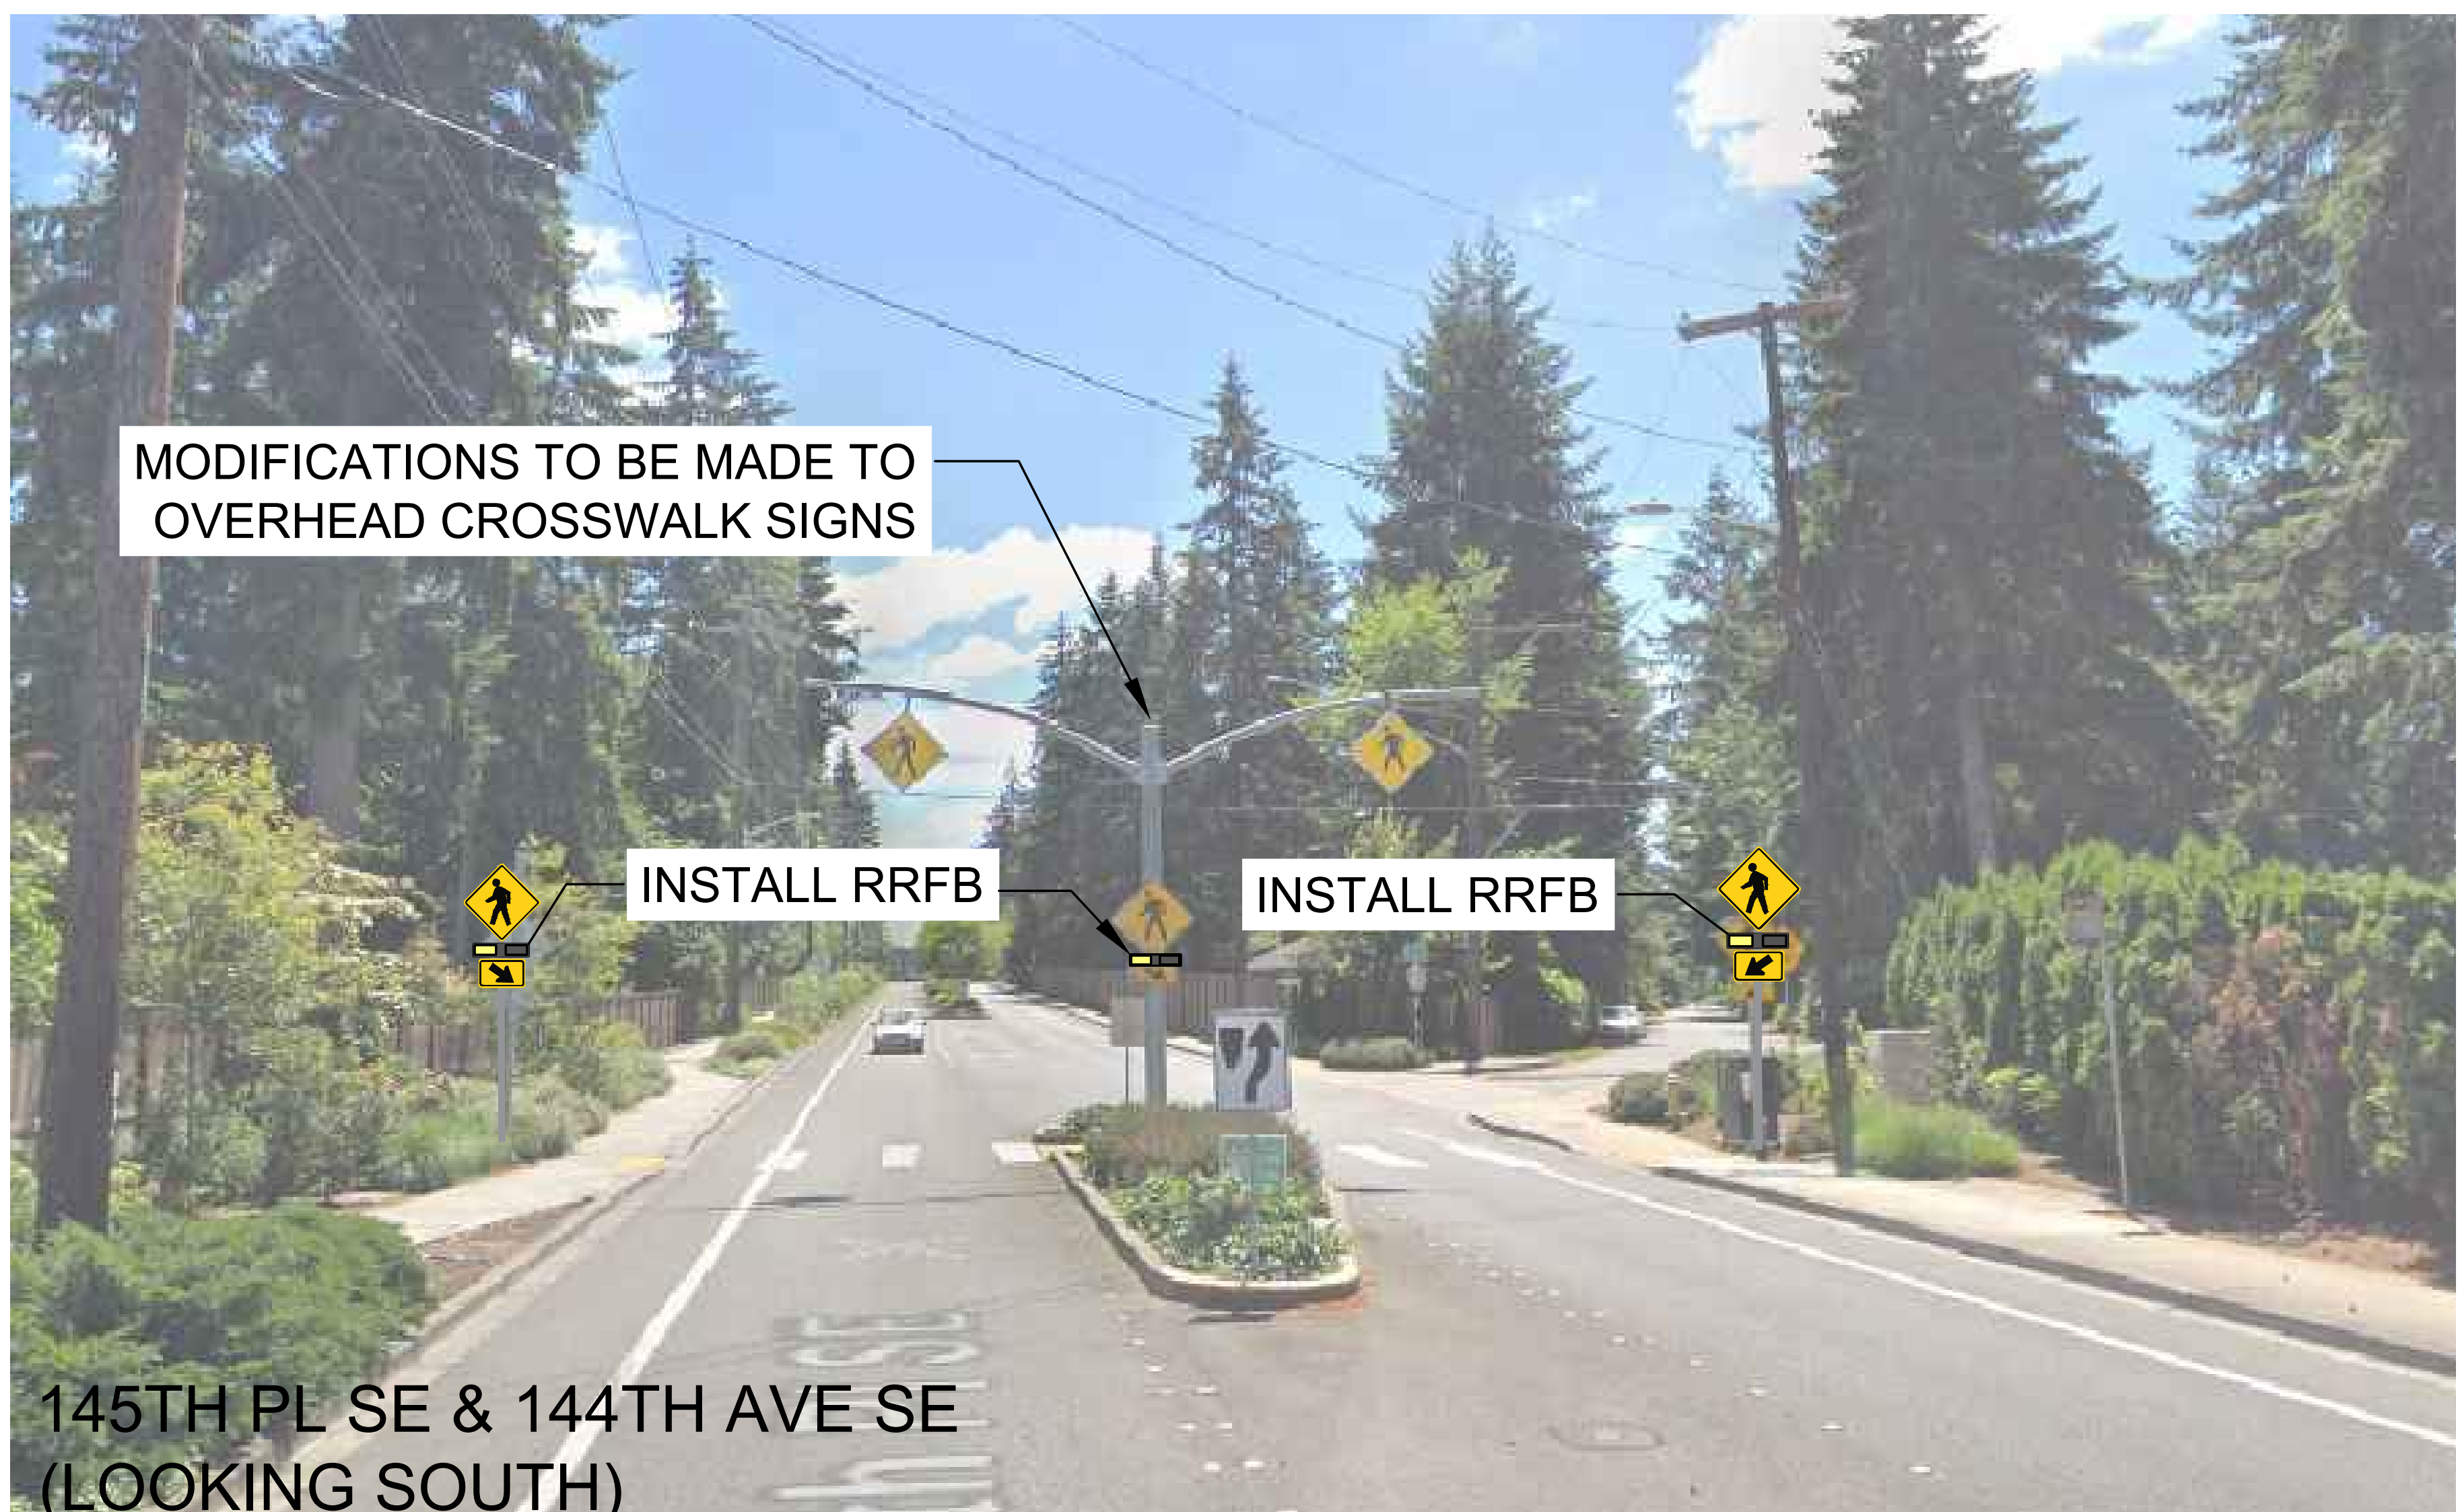 MODIFICATIONS TO BE MADE TO
OVERHEAD CROSSWALK SIGNS
INSTALL RRFB
INSTALL RRFB
145TH PL SE & 144TH AVE SE
(LOOKING SOUTH)